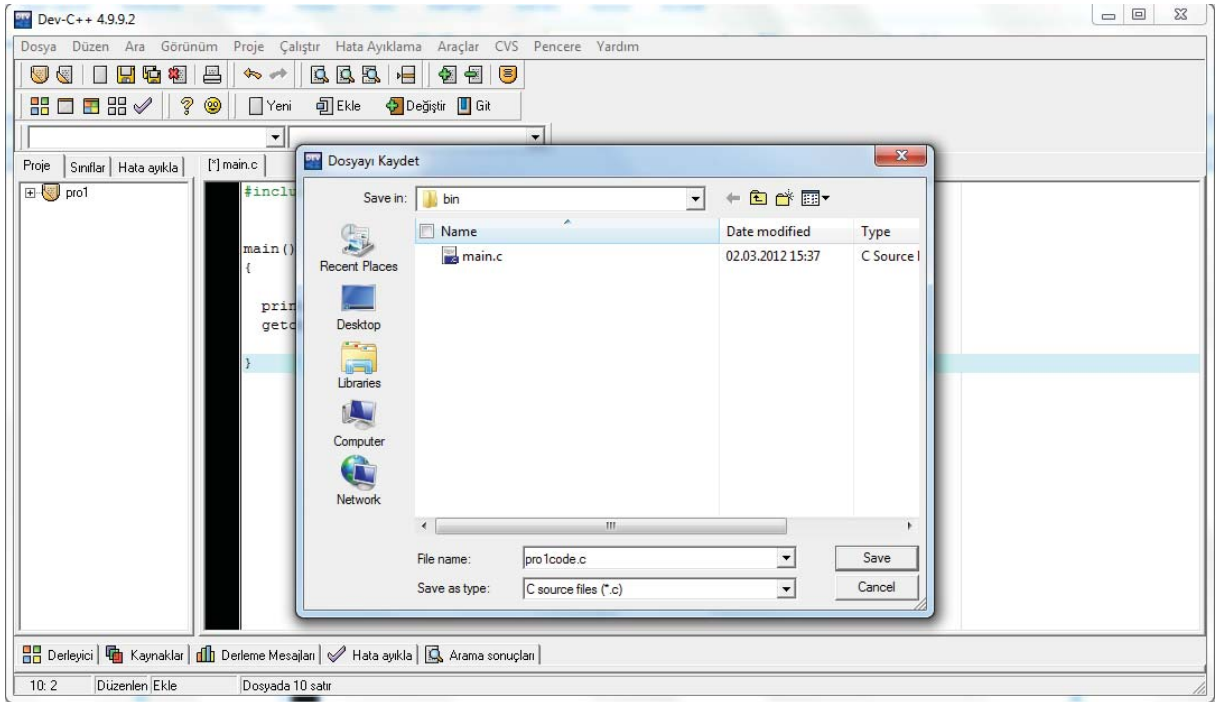 Dev-C++ 4.9.9.2
Dosya Düzen Ara Görünüm Proje Çalıştır Hata Ayıklama Araçlar CVS Pencere Yardım
Yeni Ekle Değiştir Git
Proje Sınıflar Hata ayıkla [*] main.c
pro1
#inclu
main()
{
prin
getc
}
Dosyayı Kaydet
Save in: bin
Name Date modified Type
main.c 02.03.2012 15:37 C Source
Recent Places
Desktop
Libraries
Computer
Network
File name: pro1code.c Save
Save as type: C source files (*.c) Cancel
Derleyici Kaynaklar Derleme Mesajları Hata ayıkla Arama sonuçları
10: 2 Düzenlen Ekle Dosyada 10 satır